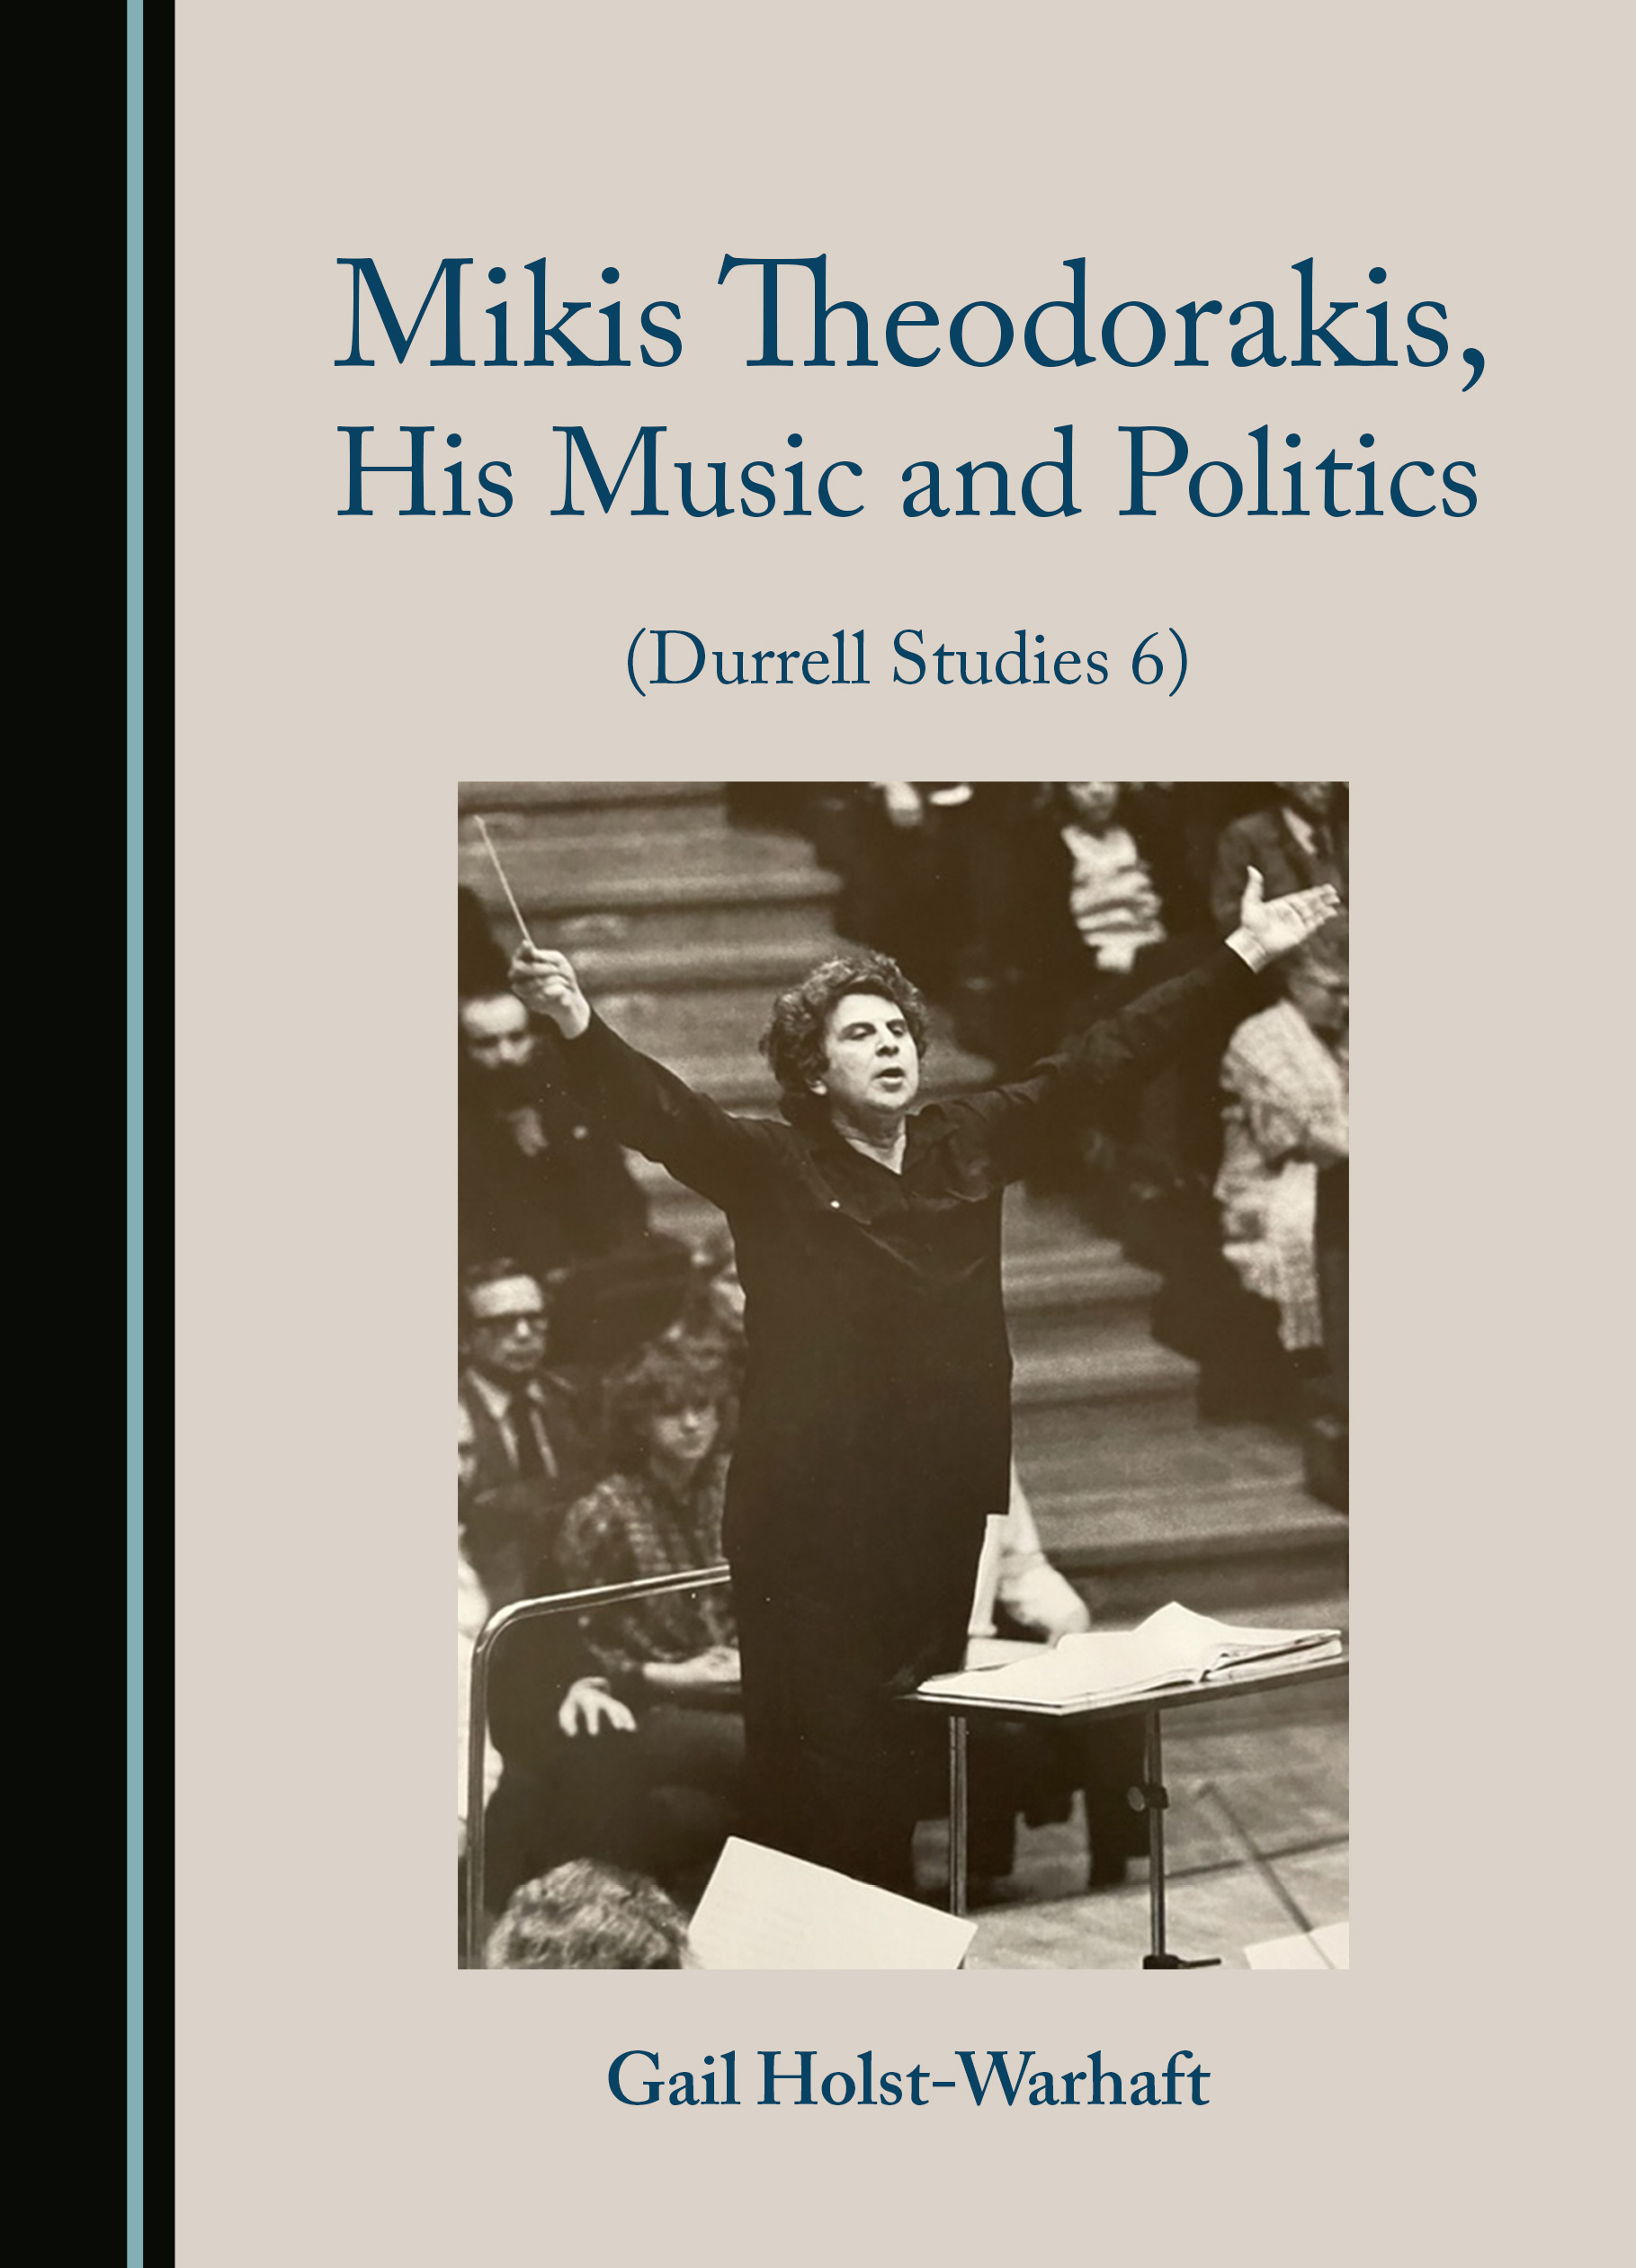 Mikis Theodorakis,
His Music and Politics
(Durrell Studies 6)
Gail Holst-Warhaft